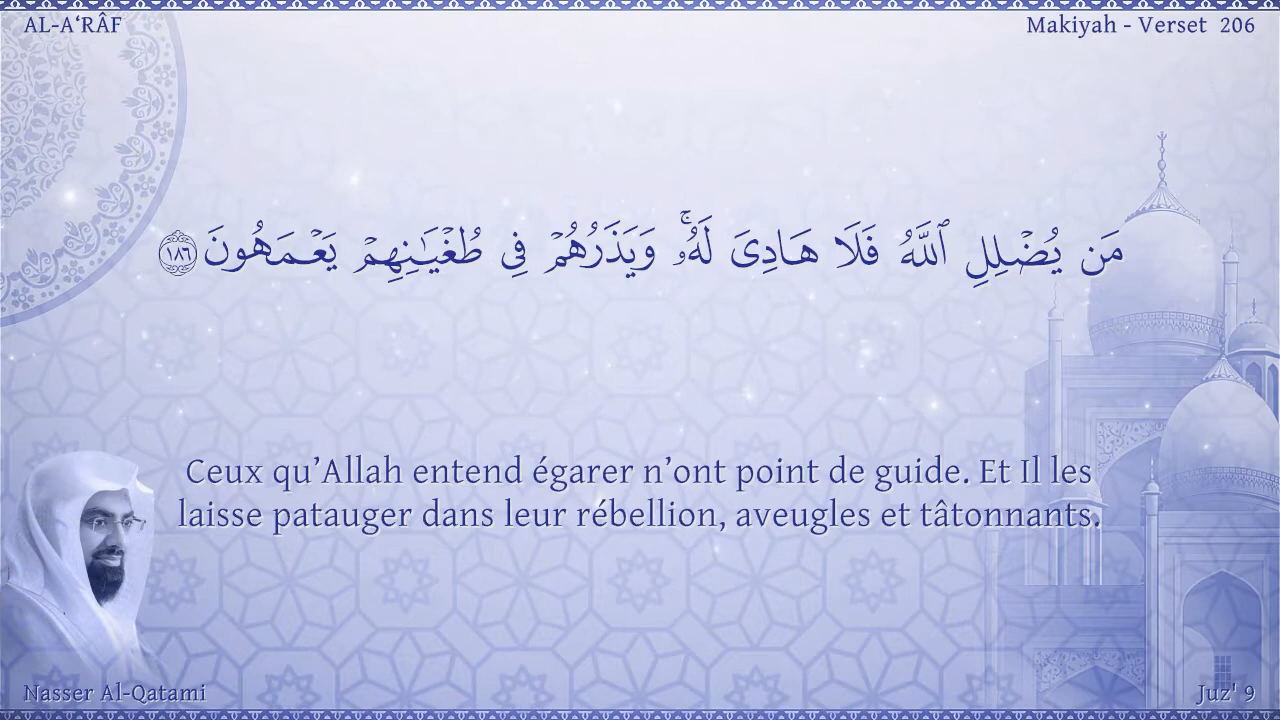 AL-A‘RÂF
Makiyah - Verset 206
مَن يُضْلِلِ ٱللَّهُ فَلَا هَادِىَ لَهُۥ ۚ وَيَذَرُهُمْ فِى طُغْيَـٰنِهِمْ يَعْمَهُونَ ١٨٦
Ceux qu’Allah entend égarer n’ont point de guide. Et Il les
laisse patauger dans leur rébellion, aveugles et tâtonnants.
Nasser Al-Qatami
Juz' 9